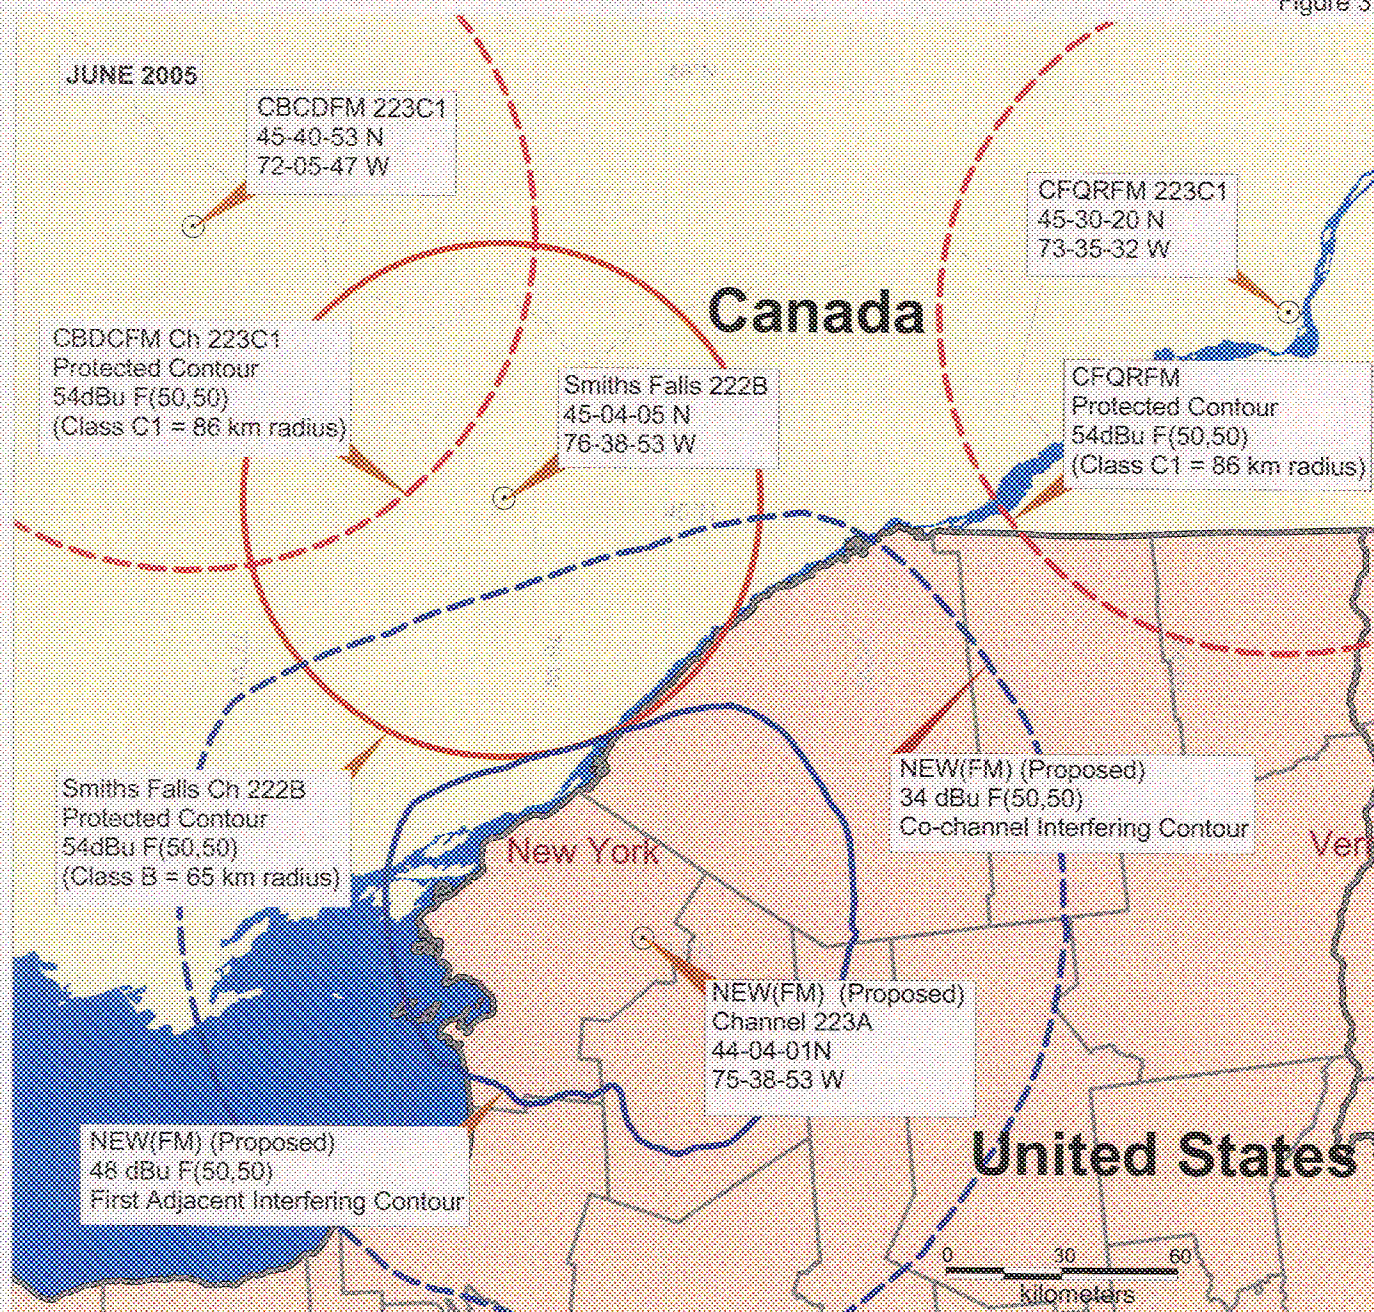 Figure 3
JUNE 2005
CBCDFM 223C1
45-40-53 N
72-05-47 W
CFQRFM 223C1
45-30-20 N
73-35-32 W
Canada
CBDCFM Ch 223C1
Protected Contour
54dBu F(50,50)
(Class C1 = 86 km radius)
Smiths Falls 222B
45-04-05 N
76-38-53 W
CFQRFM
Protected Contour
54dBu F(50,50)
(Class C1 = 86 km radius)
Smiths Falls Ch 222B
Protected Contour
54dBu F(50,50)
(Class B = 65 km radius)
NEW(FM) (Proposed)
34 dBu F(50,50)
Co-channel Interfering Contour
New York
Ver
NEW(FM) (Proposed)
Channel 223A
44-04-01N
75-38-53 W
NEW(FM) (Proposed)
48 dBu F(50,50)
First Adjacent Interfering Contour
United States
0 30 60
kilometers